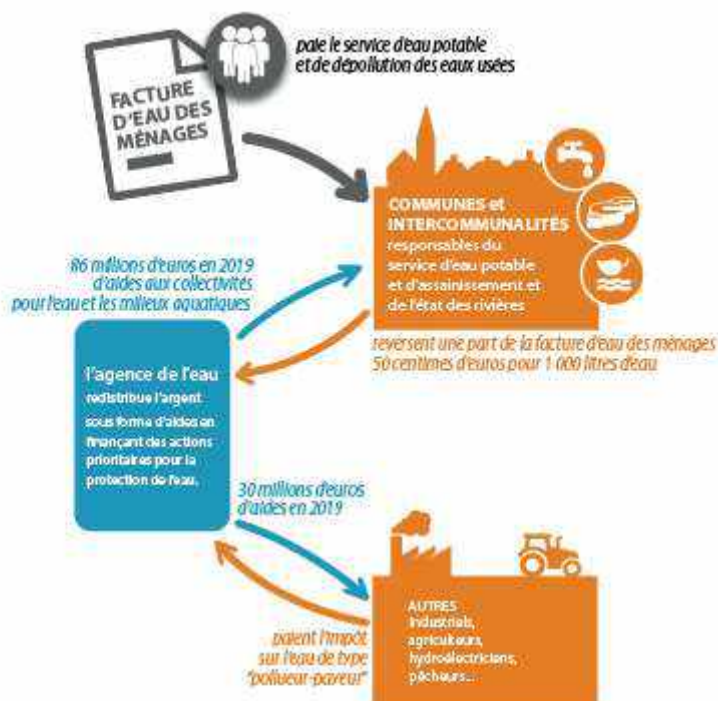 paie le service d'eau potable
et de dépollution des eaux usées
FACTURE
D'EAU DES
MÉNAGES
COMMUNES et
INTERCOMMUNALITÉS
responsables du
service d'eau potable
et d'assainissement et
de l'état des rivières
86 millions d'euros en 2019
d'aides aux collectivités
pour l'eau et les milieux aquatiques
reversent une part de la facture d'eau des ménages
50 centimes d'euros pour 1 000 litres d'eau
l'agence de l'eau
redistribue l'argent
sous forme d'aides en
finançant des actions
prioritaires pour la
protection de l'eau.
30 millions d'euros
d'aides en 2019
paient l'impôt
sur l'eau de type
"pollueur-payeur"
AUTRES
industriels,
agriculteurs,
hydroélectriciens,
pêcheurs...